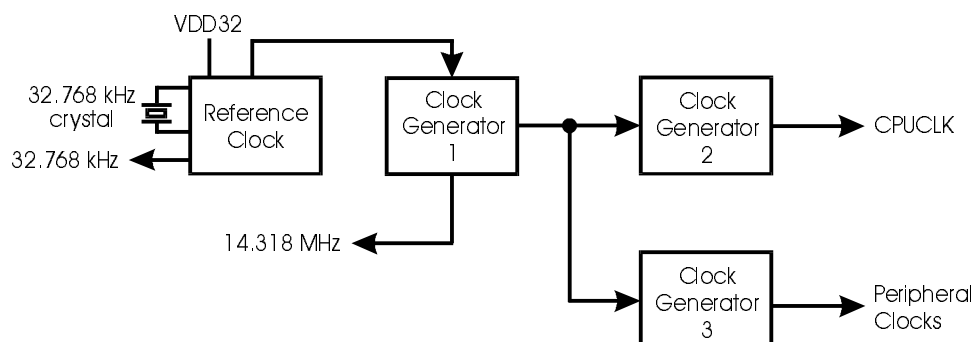 VDD32
32.768 kHz
crystal
32.768 kHz
Reference
Clock
Clock
Generator
1
14.318 MHz
Clock
Generator
2
CPUCLK
Clock
Generator
3
Peripheral
Clocks